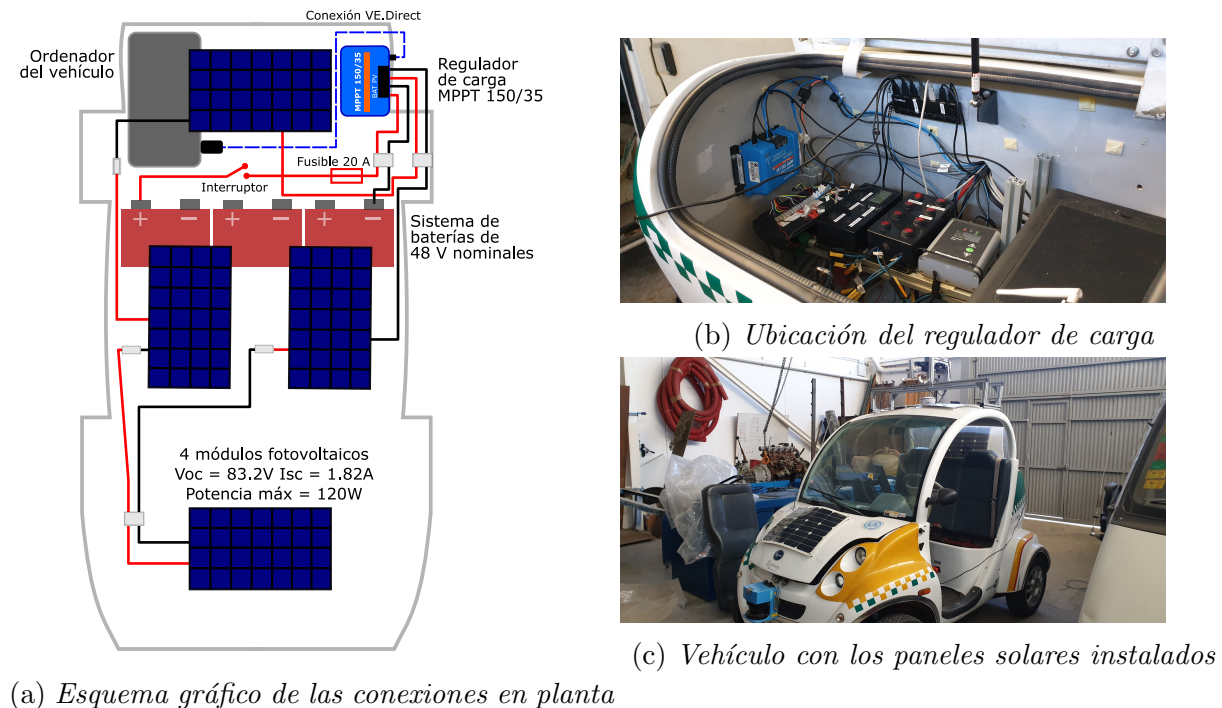 Conexión VE.Direct
Ordenador
del vehículo
MPPT 150/35
BAT PV
Regulador
de carga
MPPT 150/35
Fusible 20 A
Interruptor
+ − + − + −
Sistema de
baterías de
48 V nominales
4 módulos fotovoltaicos
Voc = 83.2V Isc = 1.82A
Potencia máx = 120W
(a) Esquema gráfico de las conexiones en planta
(b) Ubicación del regulador de carga
(c) Vehículo con los paneles solares instalados